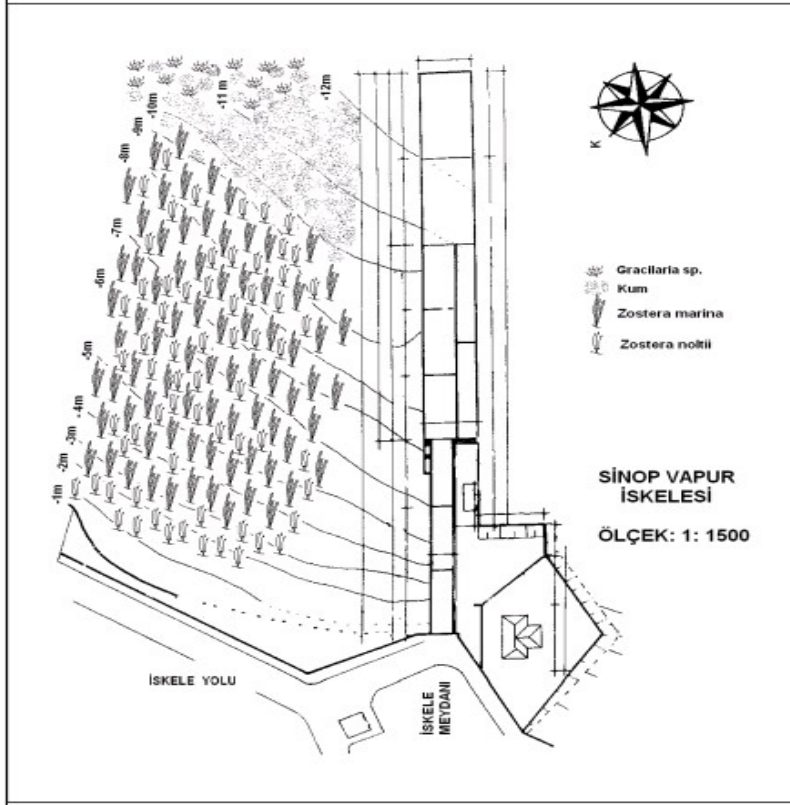 -12m
-11 m
-10m
-9m
-8m
-7m
-6m
-5m
-4m
-3m
-2m
-1m
K
Gracilaria sp.
Kum
Zostera marina
Zostera noltii
SİNOP VAPUR
İSKELESİ
ÖLÇEK: 1: 1500
İSKELE YOLU
İSKELE
MEYDANI